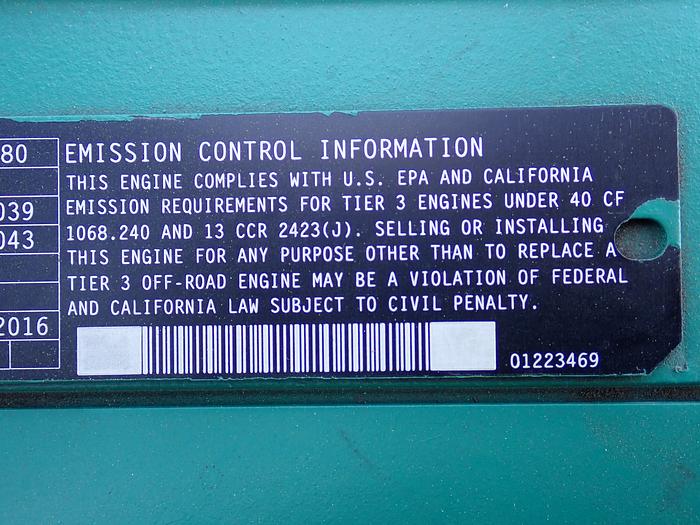 80
EMISSION CONTROL INFORMATION
THIS ENGINE COMPLIES WITH U.S. EPA AND CALIFORNIA
039
EMISSION REQUIREMENTS FOR TIER 3 ENGINES UNDER 40 CF
043
1068.240 AND 13 CCR 2423(J). SELLING OR INSTALLING
THIS ENGINE FOR ANY PURPOSE OTHER THAN TO REPLACE A
TIER 3 OFF-ROAD ENGINE MAY BE A VIOLATION OF FEDERAL
AND CALIFORNIA LAW SUBJECT TO CIVIL PENALTY.
2016
01223469